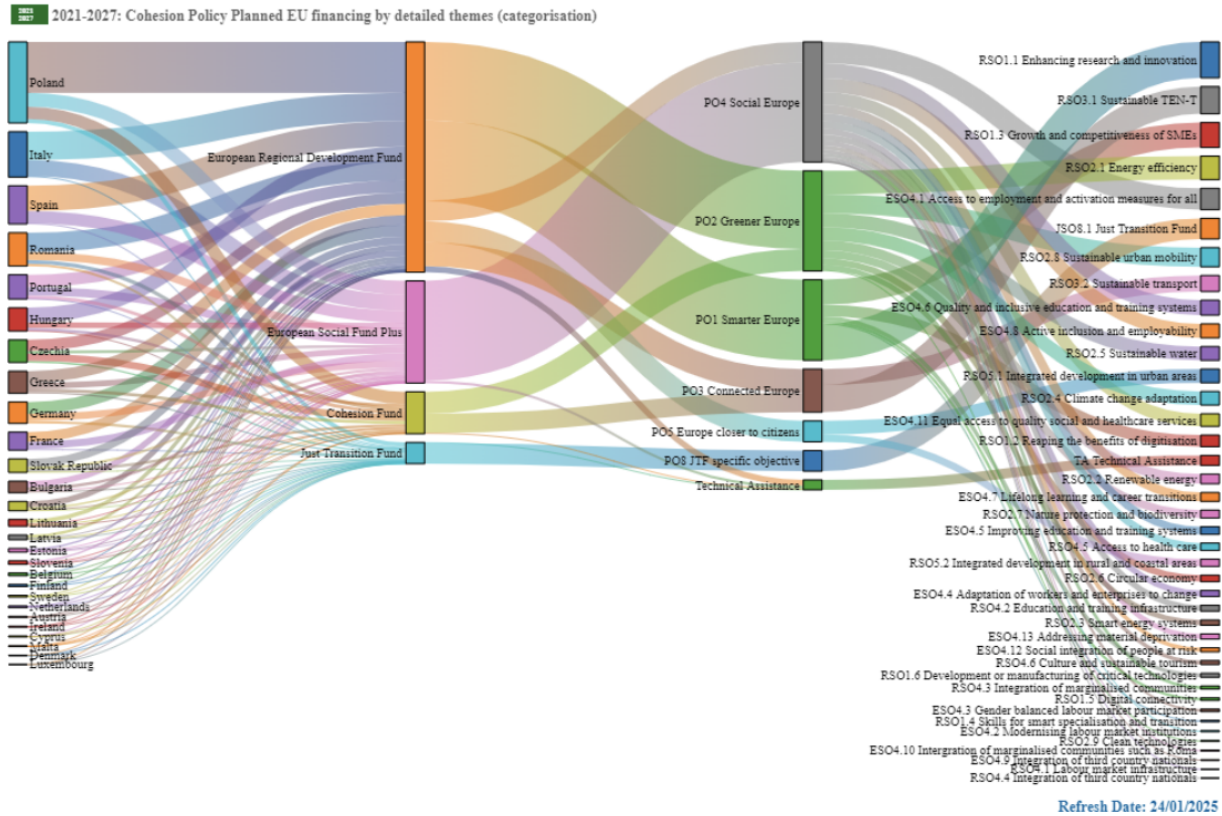 2021
2027
2021-2027: Cohesion Policy Planned EU financing by detailed themes (categorisation)
Poland
Italy
Spain
Romania
Portugal
Hungary
Czechia
Greece
Germany
France
Slovak Republic
Bulgaria
Croatia
Lithuania
Latvia
Estonia
Slovenia
Belgium
Finland
Sweden
Netherlands
Austria
Ireland
Cyprus
Malta
Denmark
Luxembourg
European Regional Development Fund
European Social Fund Plus
Cohesion Fund
Just Transition Fund
PO4 Social Europe
PO2 Greener Europe
PO1 Smarter Europe
PO3 Connected Europe
PO5 Europe closer to citizens
PO8 JTF specific objective
Technical Assistance
RSO1.1 Enhancing research and innovation
RSO3.1 Sustainable TEN-T
RSO1.3 Growth and competitiveness of SMEs
RSO2.1 Energy efficiency
ESO4.1 Access to employment and activation measures for all
JSO8.1 Just Transition Fund
RSO2.8 Sustainable urban mobility
RSO3.2 Sustainable transport
ESO4.6 Quality and inclusive education and training systems
ESO4.8 Active inclusion and employability
RSO2.5 Sustainable water
RSO5.1 Integrated development in urban areas
RSO2.4 Climate change adaptation
ESO4.11 Equal access to quality social and healthcare services
RSO1.2 Reaping the benefits of digitisation
TA Technical Assistance
RSO2.2 Renewable energy
ESO4.7 Lifelong learning and career transitions
RSO2.7 Nature protection and biodiversity
ESO4.5 Improving education and training systems
RSO4.5 Access to health care
RSO5.2 Integrated development in rural and coastal areas
RSO2.6 Circular economy
ESO4.4 Adaptation of workers and enterprises to change
RSO4.2 Education and training infrastructure
RSO2.3 Smart energy systems
ESO4.13 Addressing material deprivation
ESO4.12 Social integration of people at risk
RSO4.6 Culture and sustainable tourism
RSO1.6 Development or manufacturing of critical technologies
RSO4.3 Integration of marginalised communities
RSO1.5 Digital connectivity
ESO4.3 Gender balanced labour market participation
RSO1.4 Skills for smart specialisation and transition
ESO4.2 Modernising labour market institutions
RSO2.9 Clean technologies
ESO4.10 Intergration of marginalised communities such as Roma
ESO4.9 Integration of third country nationals
RSO4.1 Labour market infrastructure
RSO4.4 Integration of third country nationals
Refresh Date: 24/01/2025